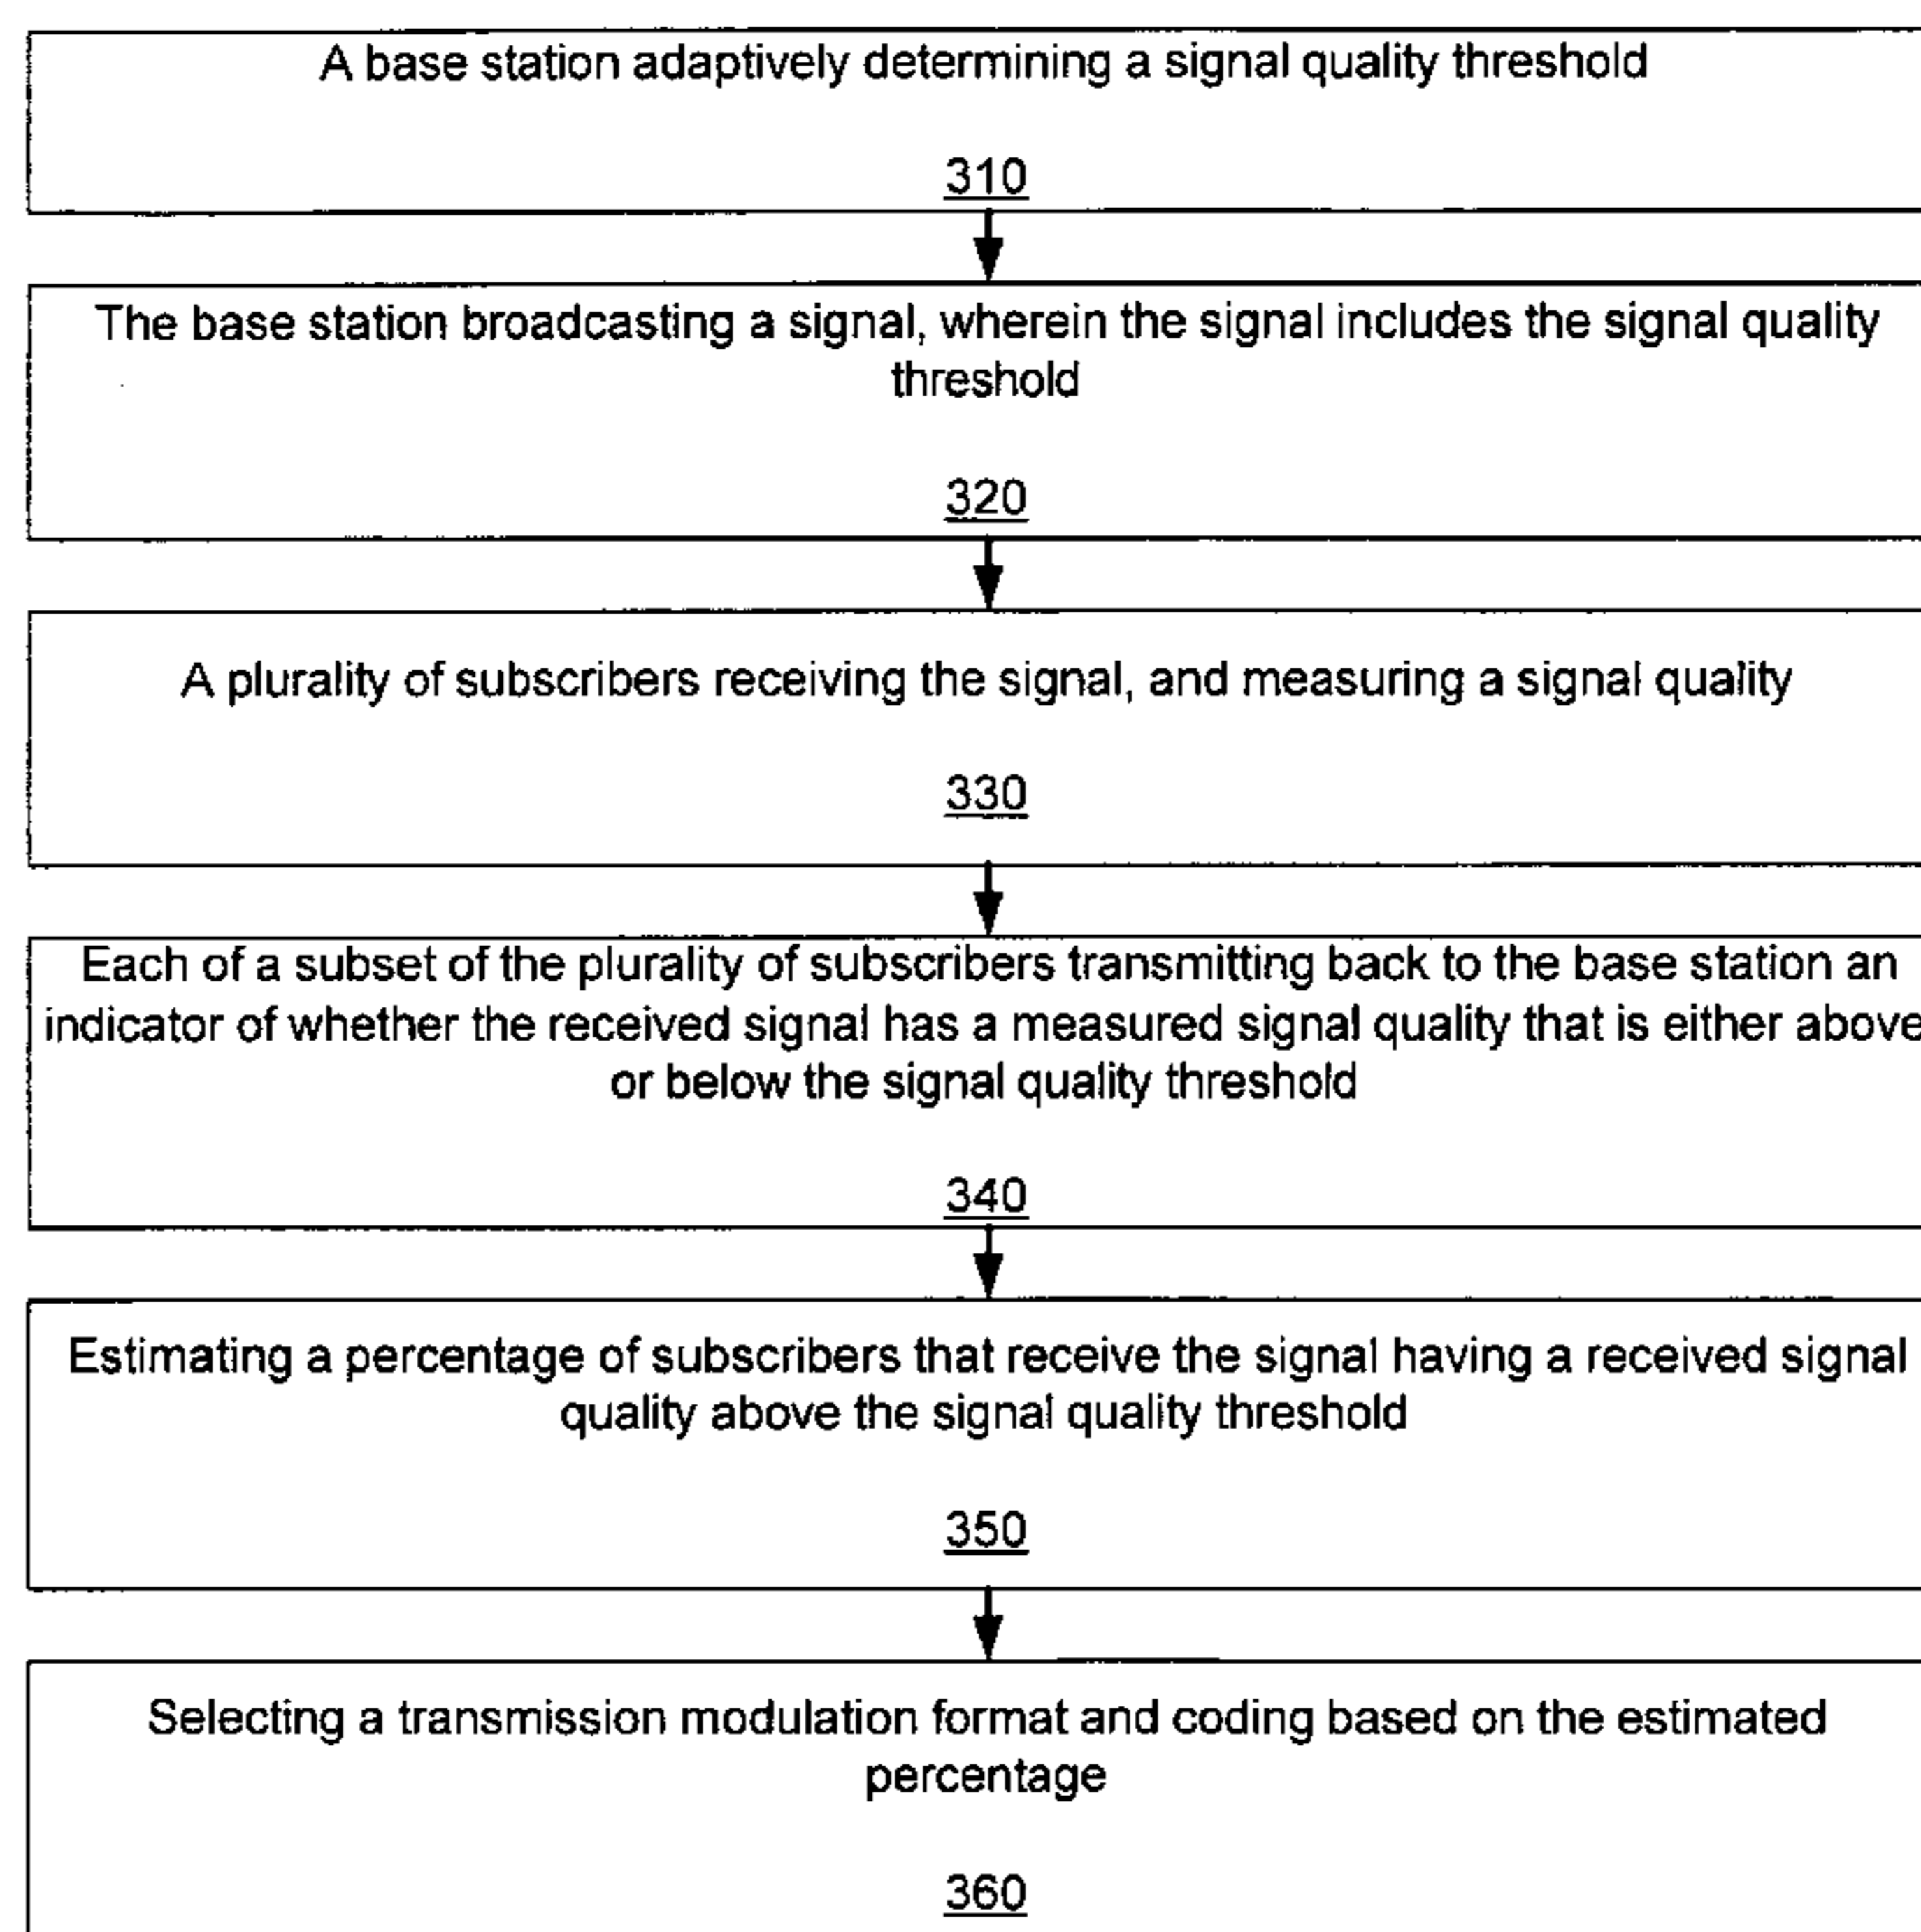 A base station adaptively determining a signal quality threshold
310
The base station broadcasting a signal, wherein the signal includes the signal quality
threshold
320
A plurality of subscribers receiving the signal, and measuring a signal quality
330
Each of a subset of the plurality of subscribers transmitting back to the base station an
indicator of whether the received signal has a measured signal quality that is either above
or below the signal quality threshold
340
Estimating a percentage of subscribers that receive the signal having a received signal
quality above the signal quality threshold
350
Selecting a transmission modulation format and coding based on the estimated
percentage
360